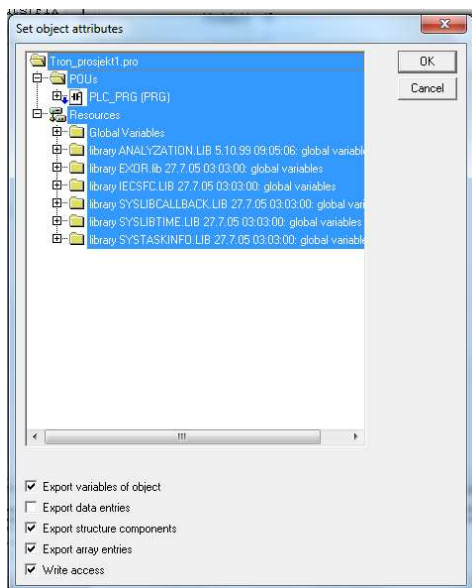 Set object attributes
Tron_prosjekt1.pro
OK
POUs
Cancel
PLC_PRG (PRG)
Resources
Global Variables
library ANALYZATION.LIB 5.10.99 09:05:06: global variabl
library EXOR.lib 27.7.05 03:03:00: global variables
library IECSFC.LIB 27.7.05 03:03:00: global variables
library SYSLIBCALLBACK.LIB 27.7.05 03:03:00: global vari
library SYSLIBTIME.LIB 27.7.05 03:03:00: global variables
library SYSTASKINFO.LIB 27.7.05 03:03:00: global variable
Export variables of object
Export data entries
Export structure components
Export array entries
Write access